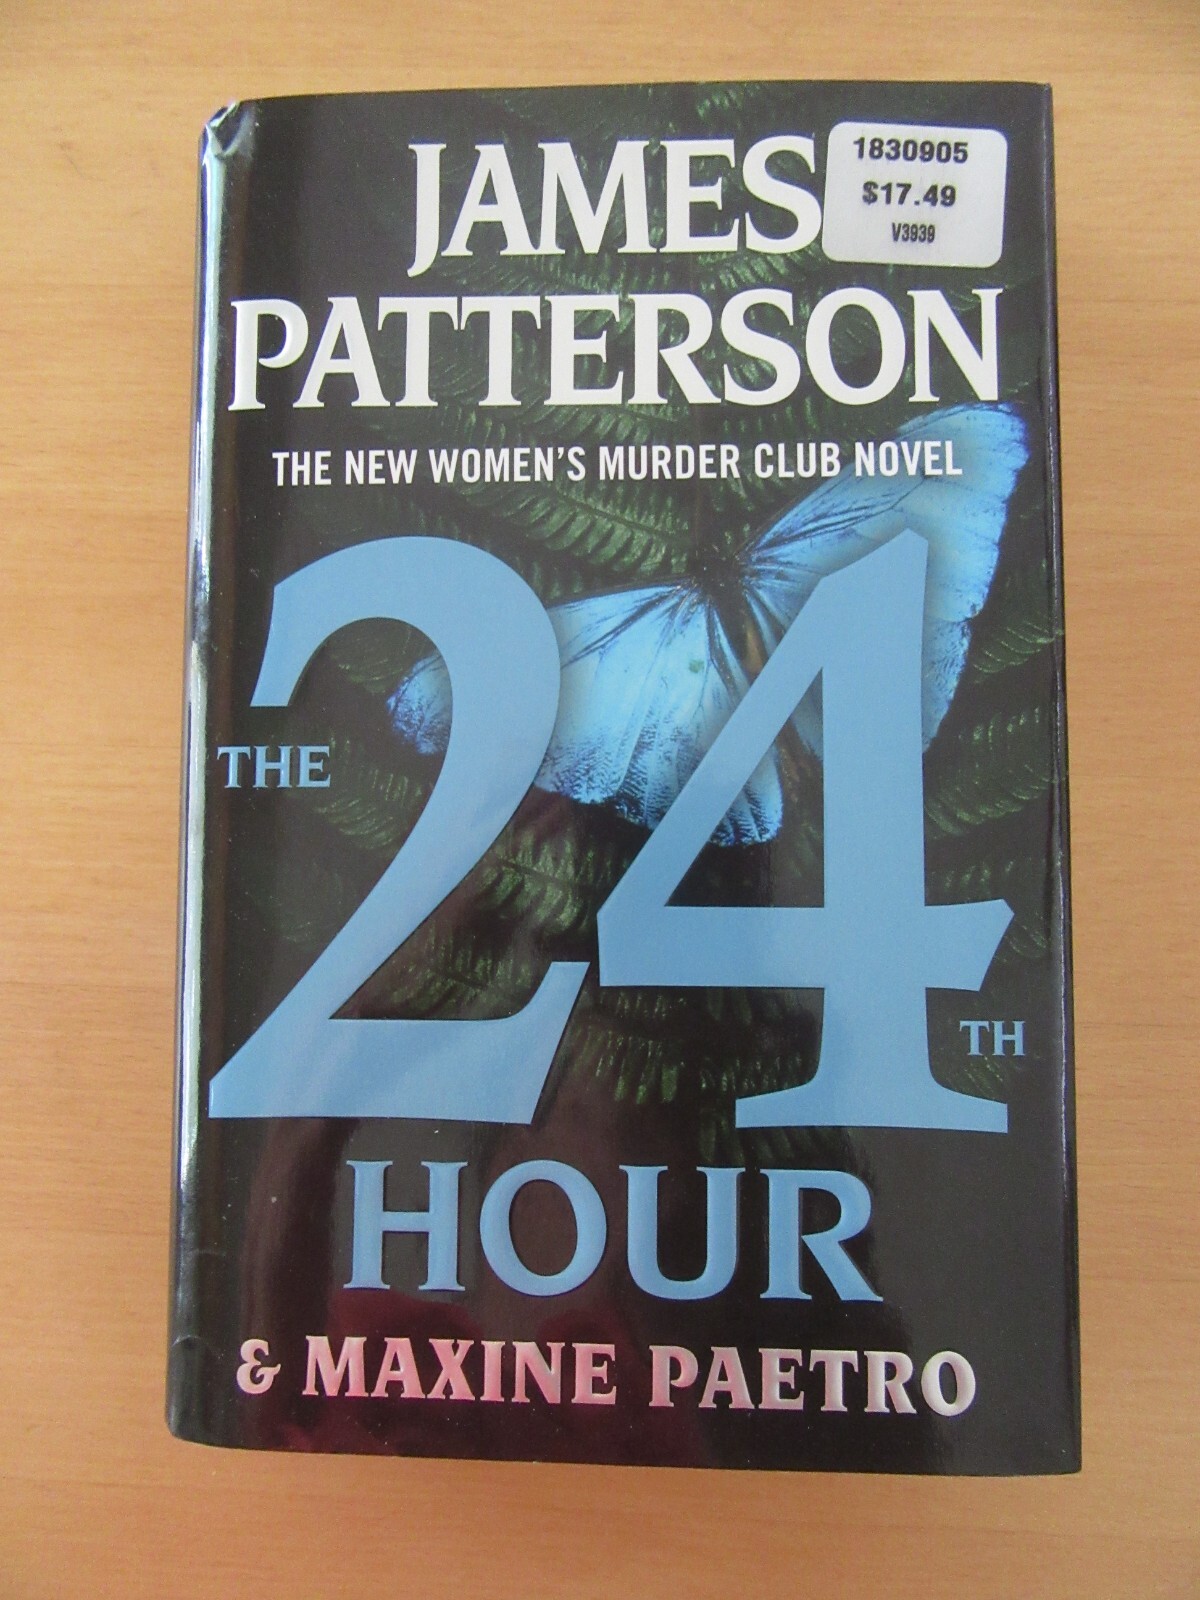 JAMES
1830905
$17.49
V3939
PATTERSON
THE NEW WOMEN'S MURDER CLUB NOVEL
THE
24
TH
HOUR
& MAXINE PAETRO